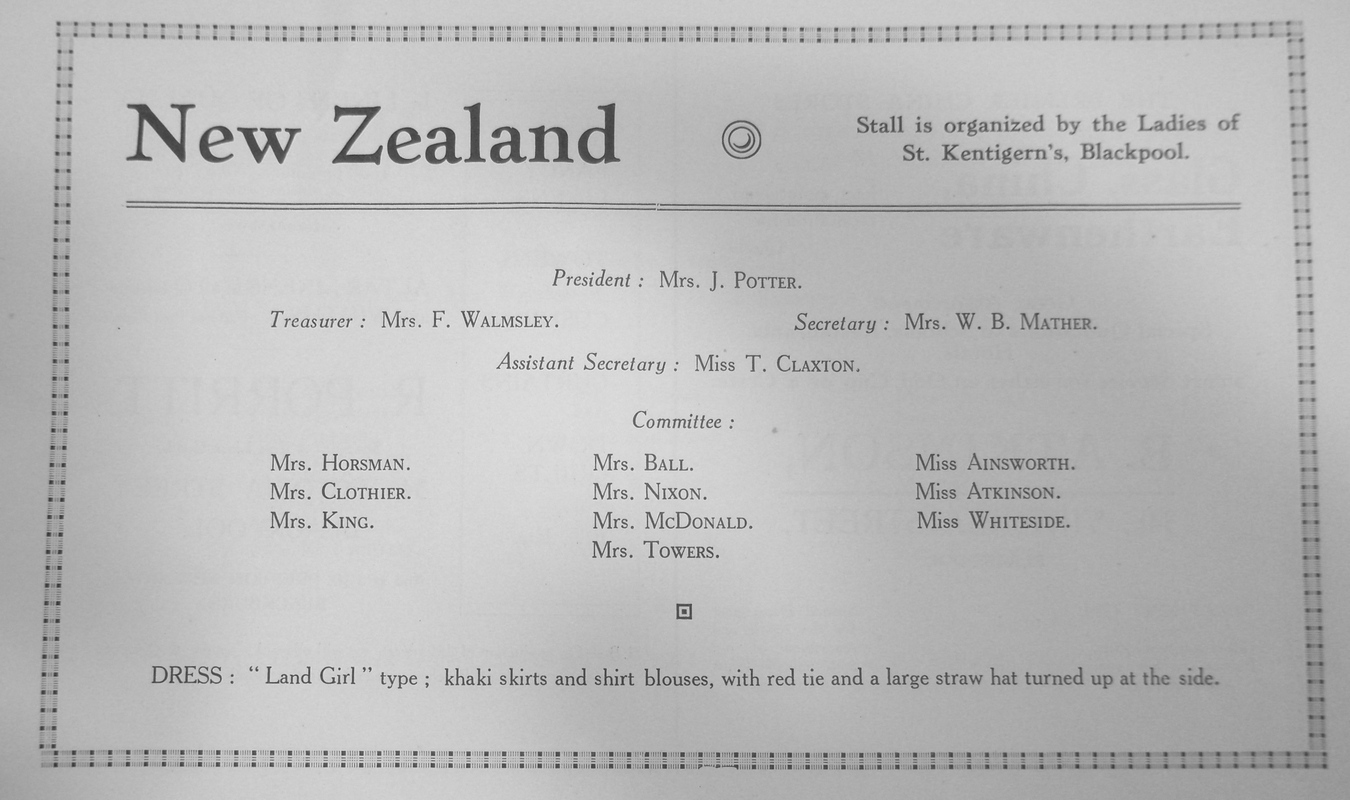 New Zealand
Stall is organized by the Ladies of
St. Kentigern's, Blackpool.
President : Mrs. J. POTTER.
Treasurer : Mrs. F. WALMSLEY.
Secretary : Mrs. W. B. MATHER.
Assistant Secretary : Miss T. CLAXTON.
Committee :
Mrs. HORSMAN. Mrs. BALL. Miss AINSWORTH.
Mrs. CLOTHIER. Mrs. NIXON. Miss ATKINSON.
Mrs. KING. Mrs. McDONALD. Miss WHITESIDE.
Mrs. TOWERS.
DRESS : “ Land Girl ” type ; khaki skirts and shirt blouses, with red tie and a large straw hat turned up at the side.